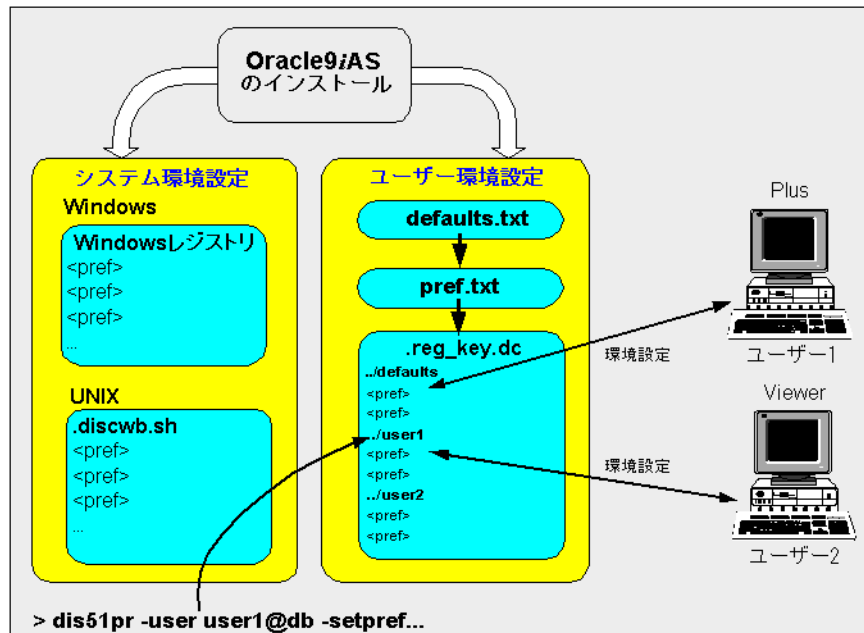 Oracle9iAS
のインストール
システム環境設定
Windows
Windowsレジストリ
<pref>
<pref>
<pref>
...
UNIX
.discwb.sh
<pref>
<pref>
<pref>
...
ユーザー環境設定
defaults.txt
pref.txt
.reg_key.dc
../defaults
<pref>
<pref>
../user1
<pref>
<pref>
../user2
<pref>
<pref>
環境設定
環境設定
Plus
ユーザー1
Viewer
ユーザー2
> dis51pr -user user1@db -setpref...